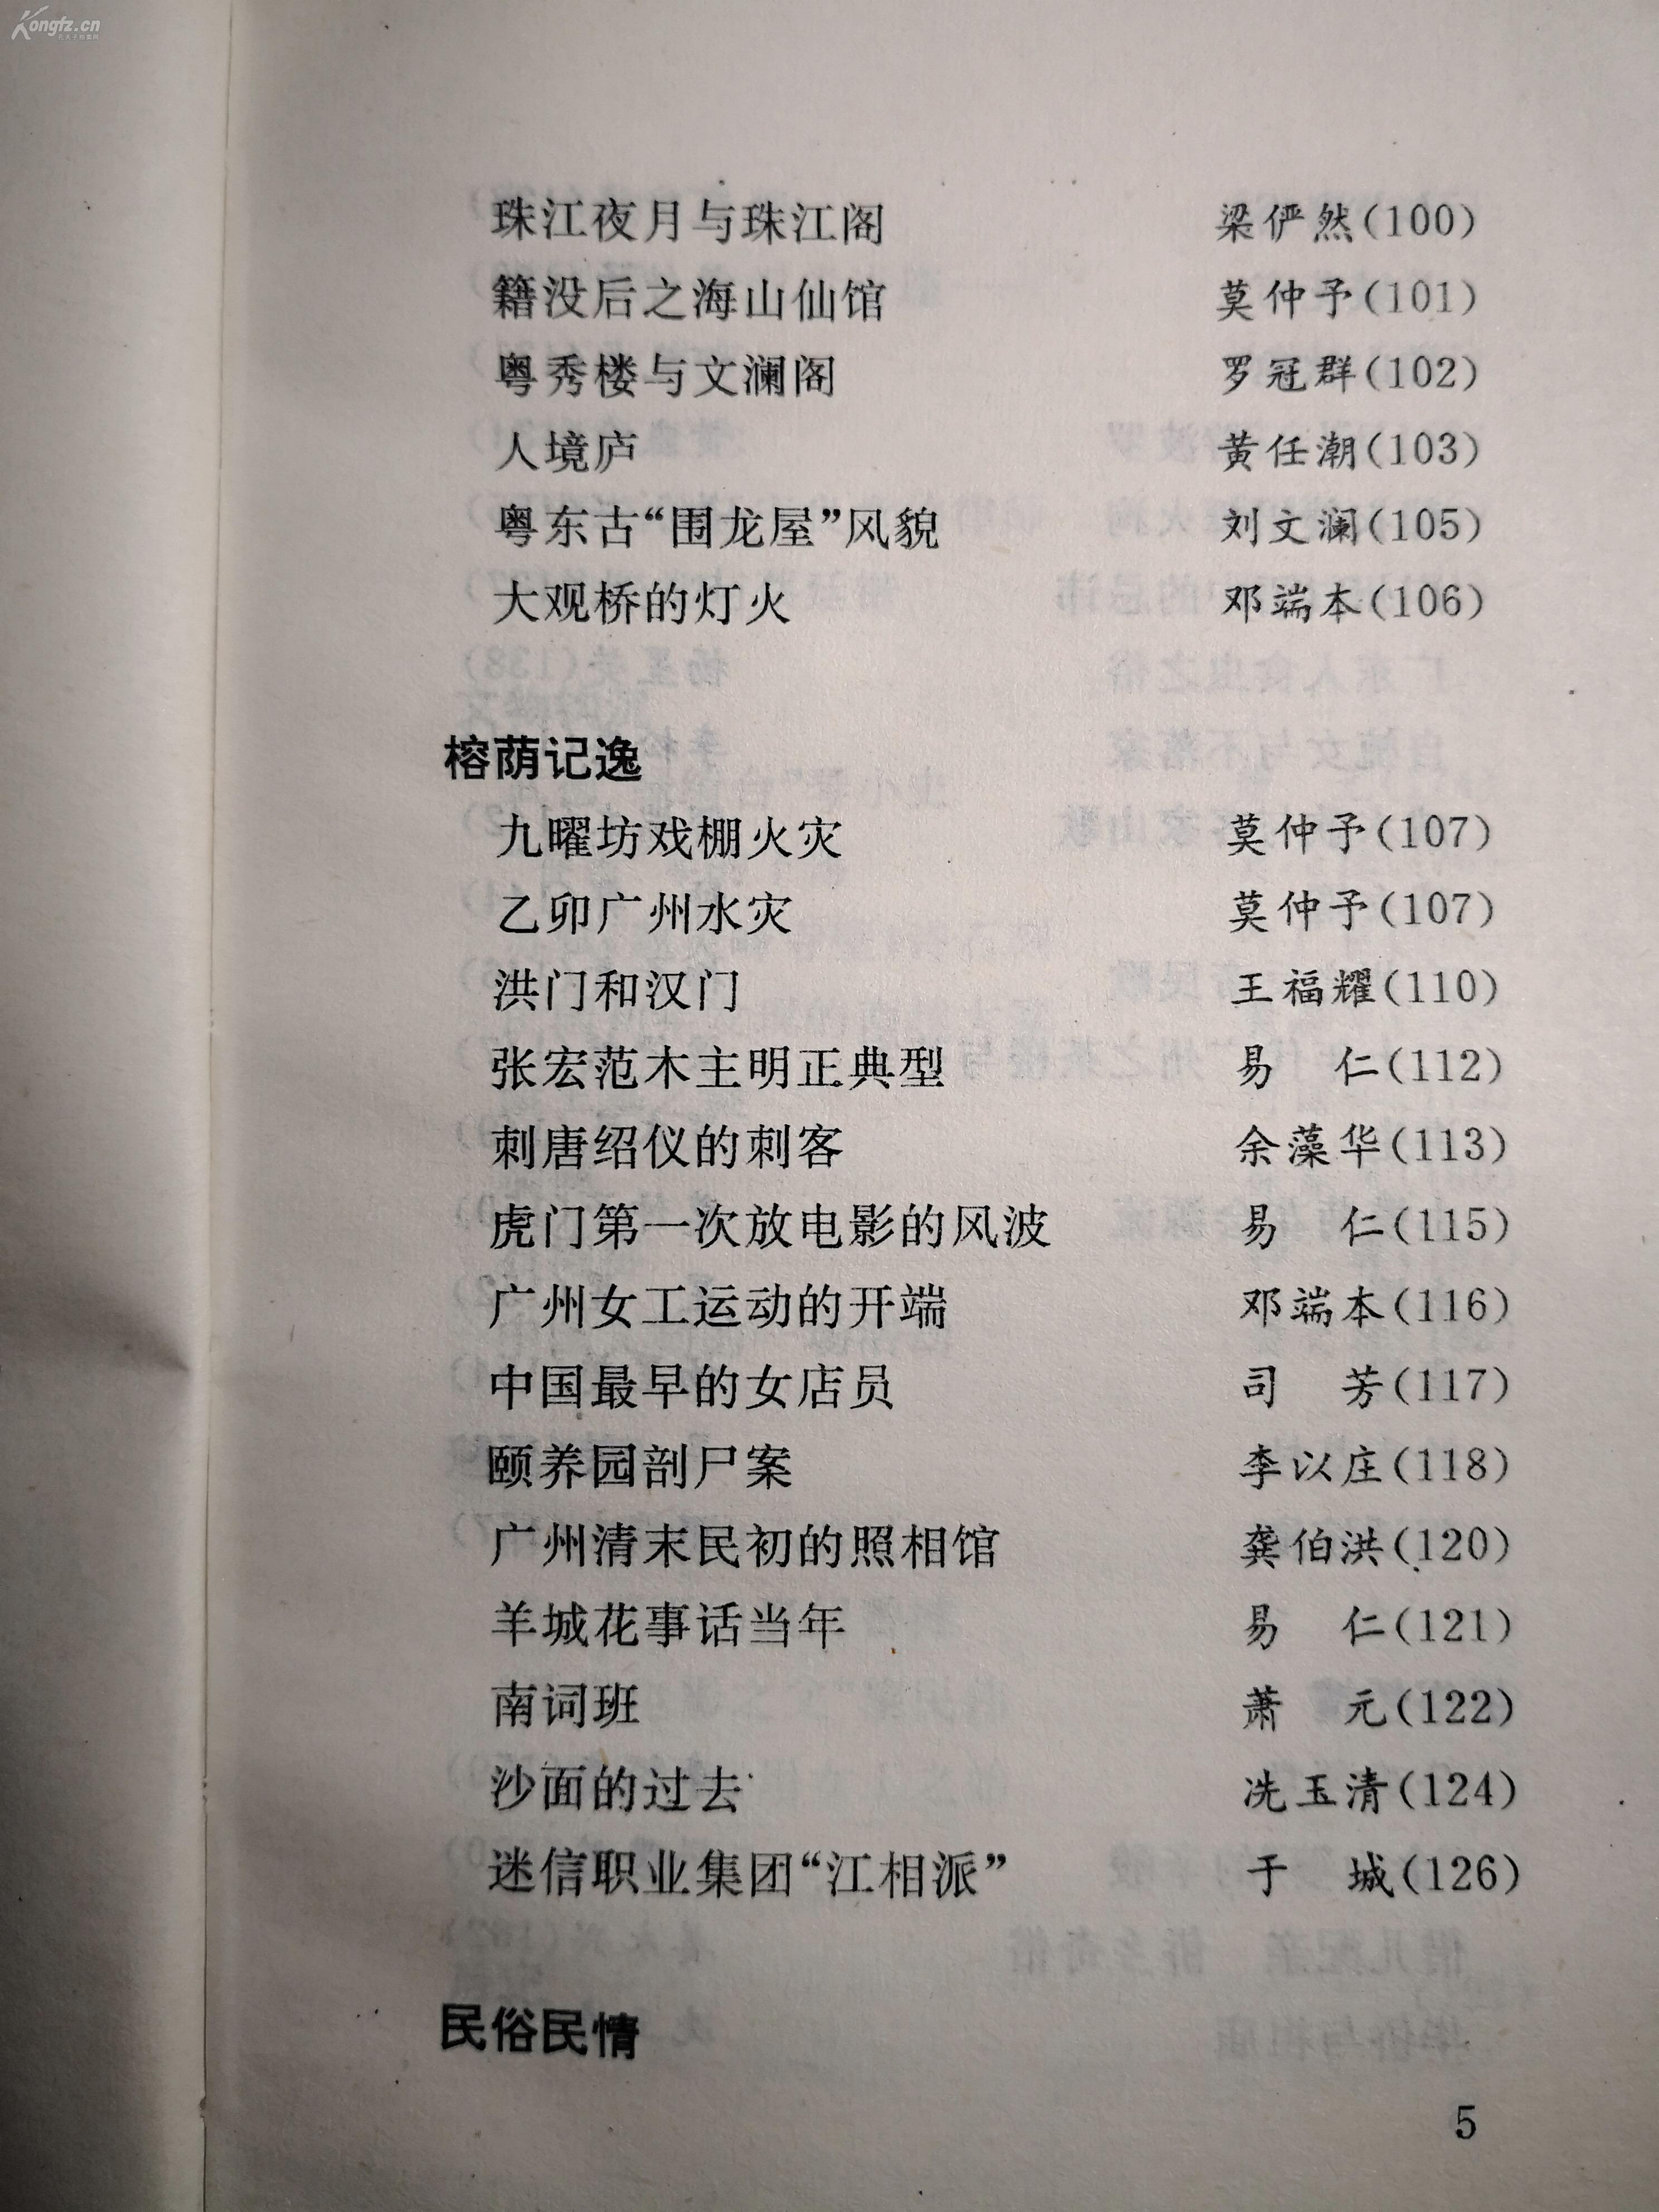 Kongfz.cn
珠江夜月与珠江阁 梁俨然(100)
籍没后之海山仙馆 莫仲予(101)
粤秀楼与文澜阁 罗冠群(102)
人境庐 黄任潮(103)
粤东古“围龙屋”风貌 刘文澜(105)
大观桥的灯火 邓端本(106)
榕荫记逸
九曜坊戏棚火灾 莫仲予(107)
乙卯广州水灾 莫仲予(107)
洪门和汉门 王福耀(110)
张宏范木主明正典型 易 仁(112)
刺唐绍仪的刺客 余藻华(113)
虎门第一次放电影的风波 易 仁(115)
广州女工运动的开端 邓端本(116)
中国最早的女店员 司 芳(117)
颐养园剖尸案 李以庄(118)
广州清末民初的照相馆 龚伯洪(120)
羊城花事话当年 易 仁(121)
南词班 萧 元(122)
沙面的过去 冼玉清(124)
迷信职业集团“江相派” 于 城(126)
民俗民情
5